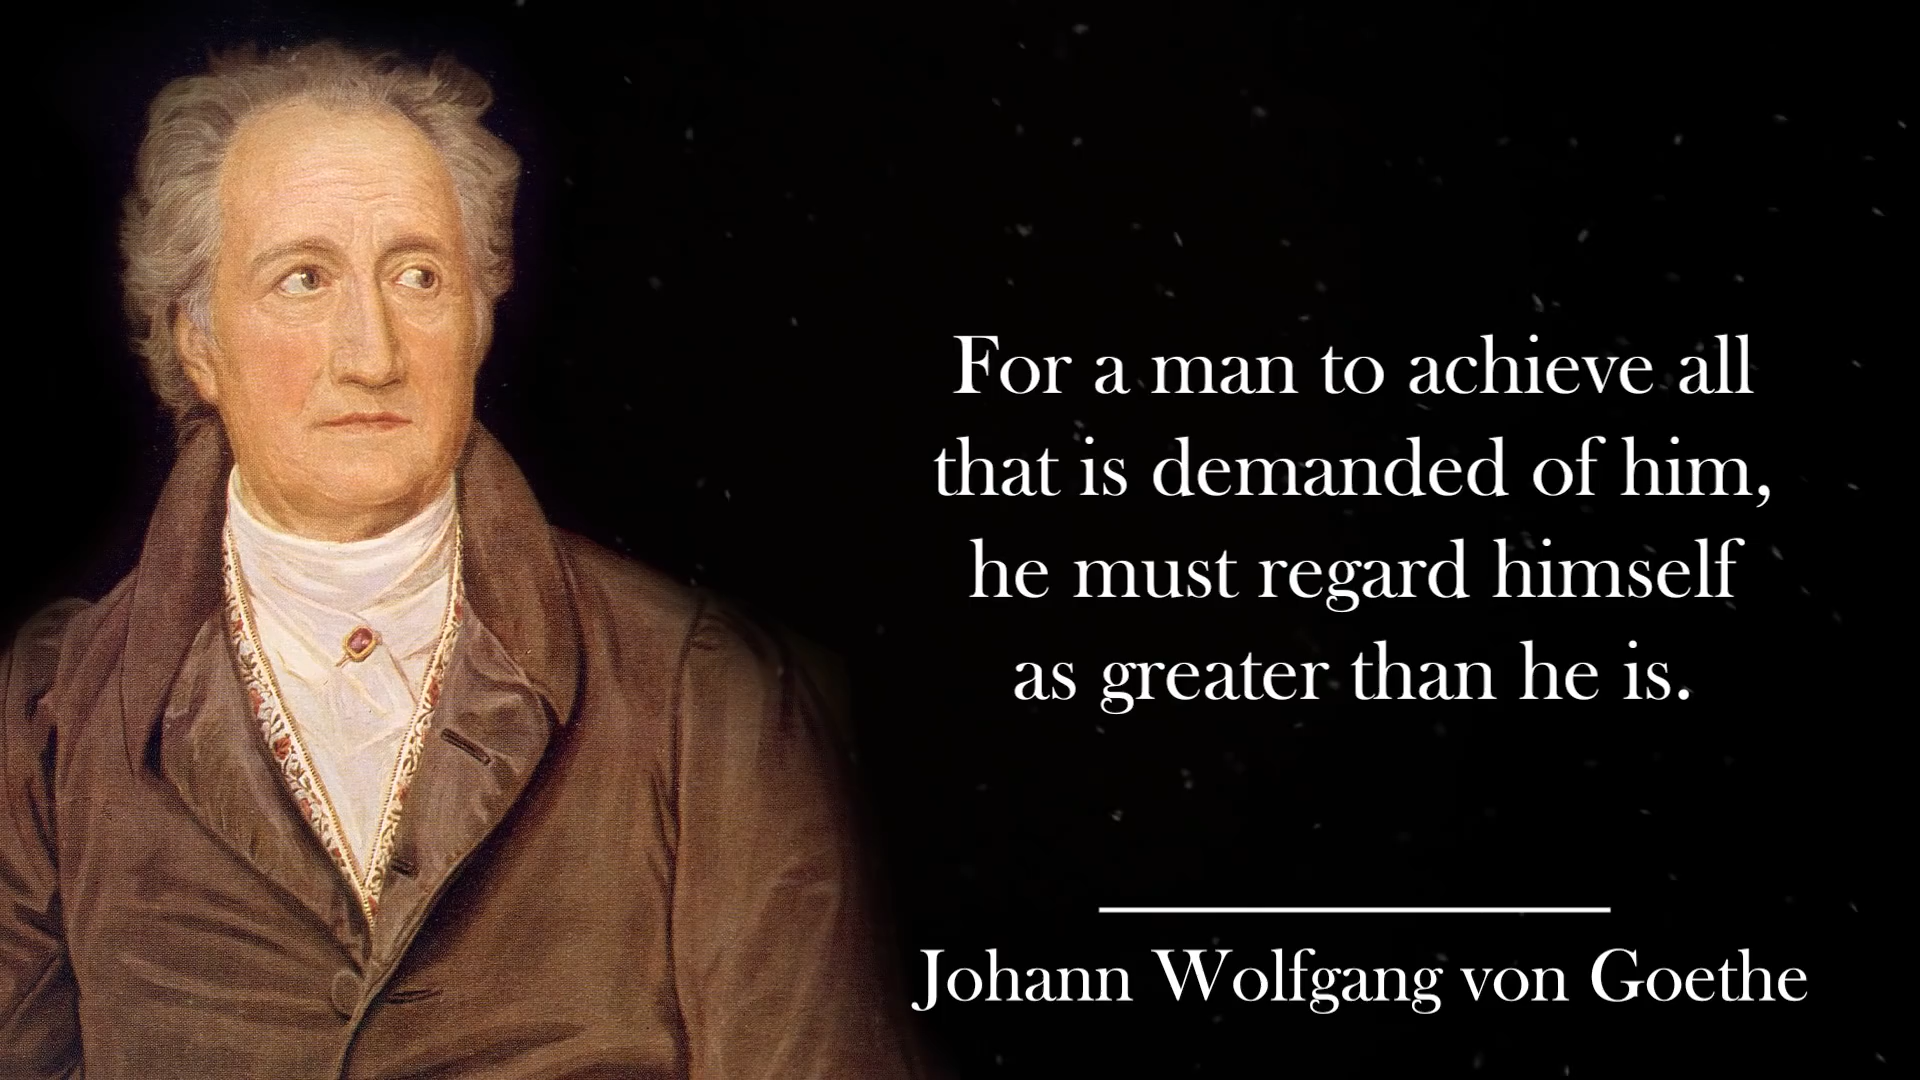 For a man to achieve all
that is demanded of him,
he must regard himself
as greater than he is.
Johann Wolfgang von Goethe